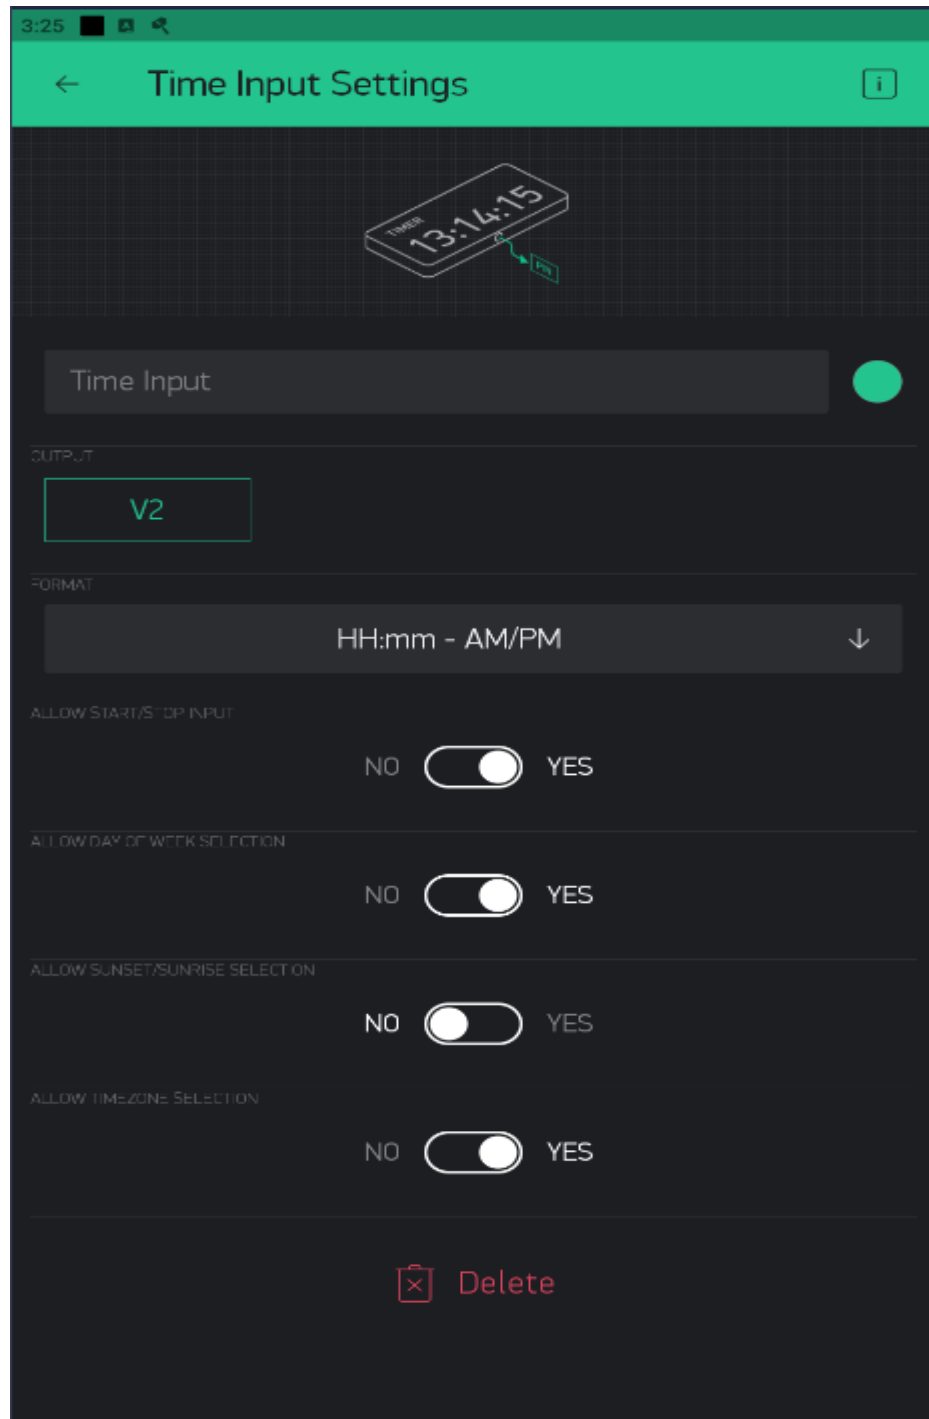 3:25
Time Input Settings
i
TIMER
13:14:15
PIN
Time Input
OUTPUT
V2
FORMAT
HH:mm - AM/PM
ALLOW START/STOP INPUT
NO YES
ALLOW DAY OF WEEK SELECTION
NO YES
ALLOW SUNSET/SUNRISE SELECTION
NO YES
ALLOW TIMEZONE SELECTION
NO YES
Delete